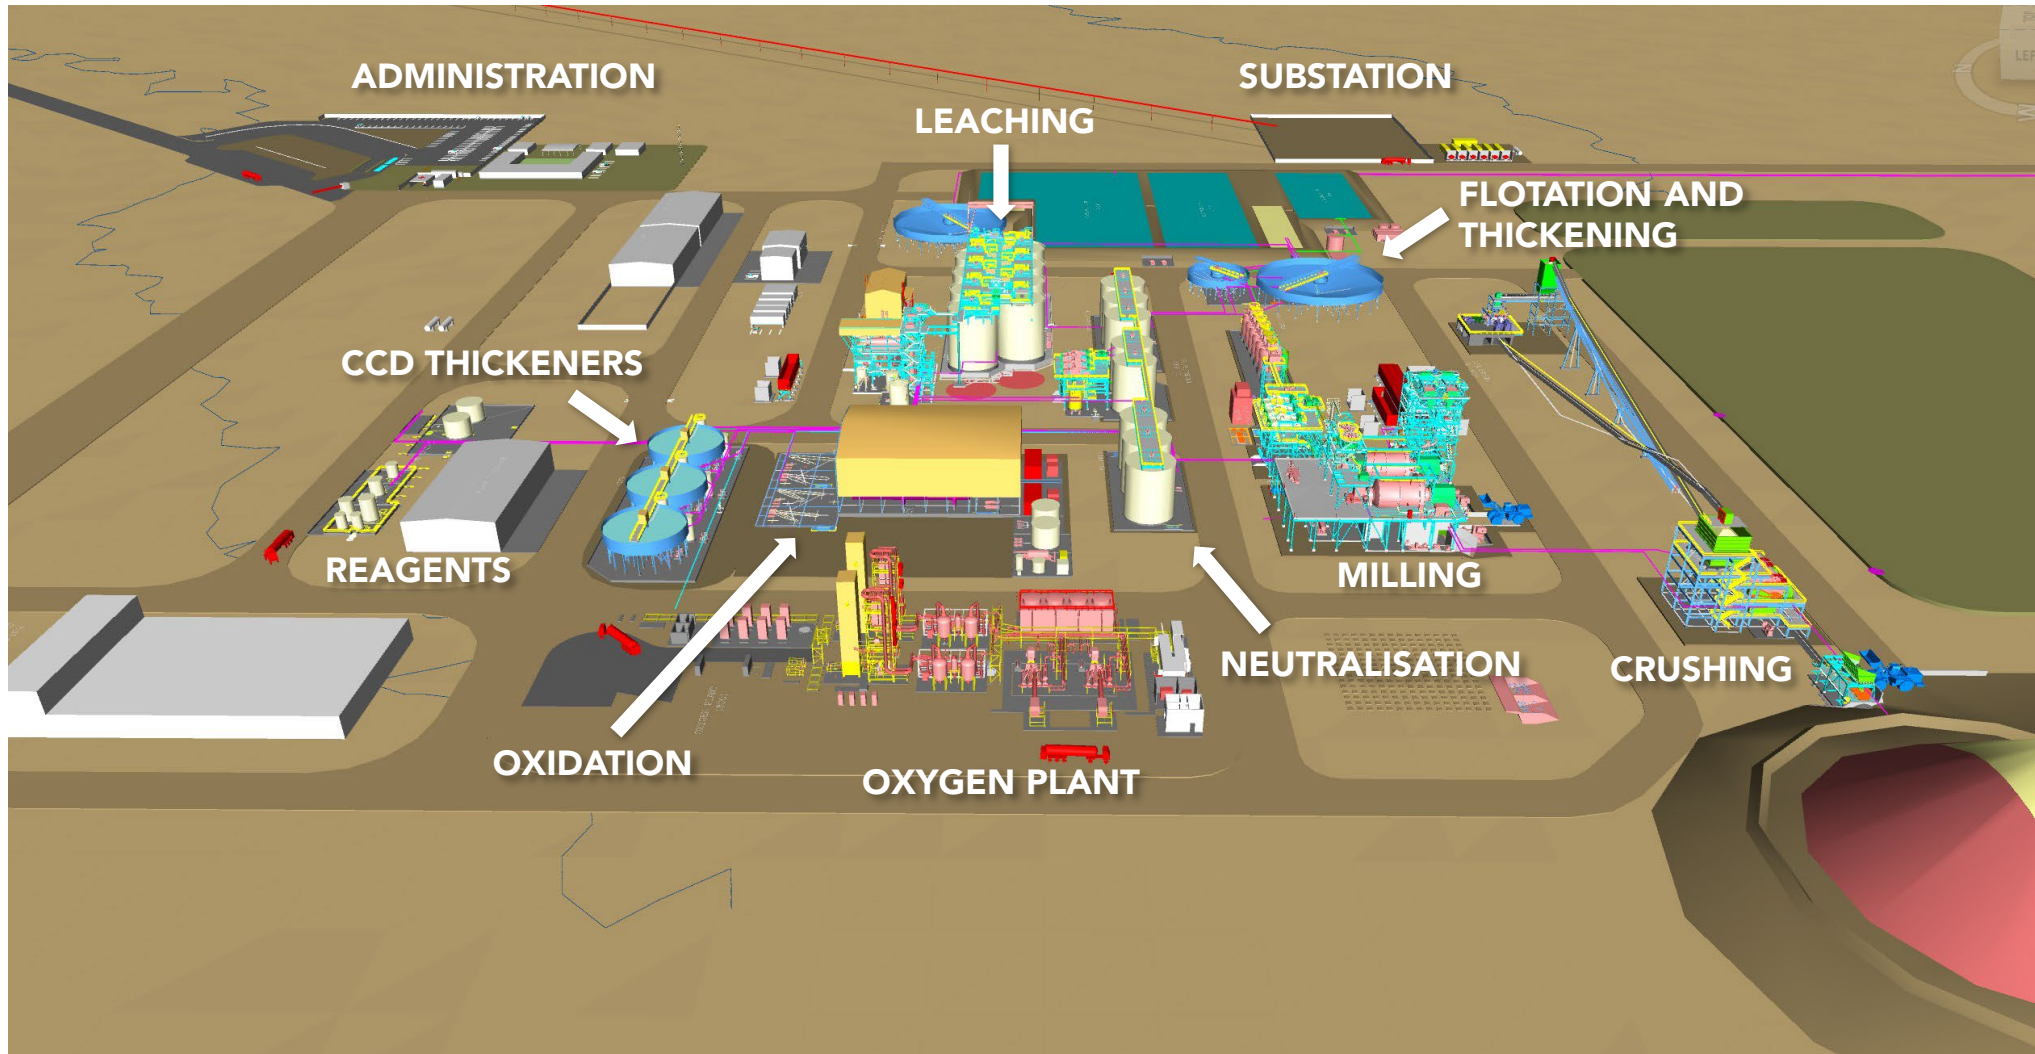 ADMINISTRATION
SUBSTATION
LEACHING
FLOTATION AND
THICKENING
CCD THICKENERS
REAGENTS
MILLING
NEUTRALISATION
CRUSHING
OXIDATION
OXYGEN PLANT